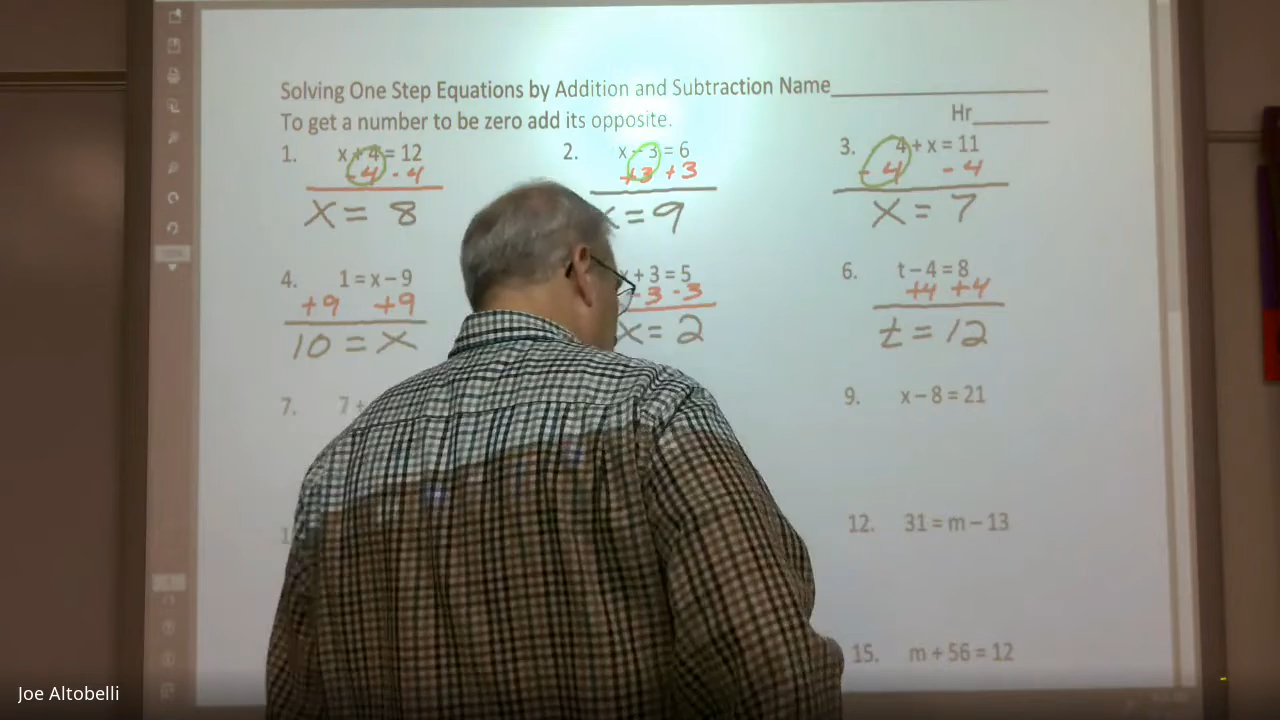 Solving One Step Equations by Addition and Subtraction Name
To get a number to be zero add its opposite.
Hr
1. x + 4 = 12
- 4 - 4
x = 8
2. x - 3 = 6
+3 +3
x = 9
3. 4 + x = 11
- 4 - 4
x = 7
4. 1 = x - 9
+9 +9
10 = x
x + 3 = 5
- 3 - 3
x = 2
6. t - 4 = 8
+4 +4
t = 12
7. 7 +
9. x - 8 = 21
12. 31 = m - 13
15. m + 56 = 12
Joe Altobelli